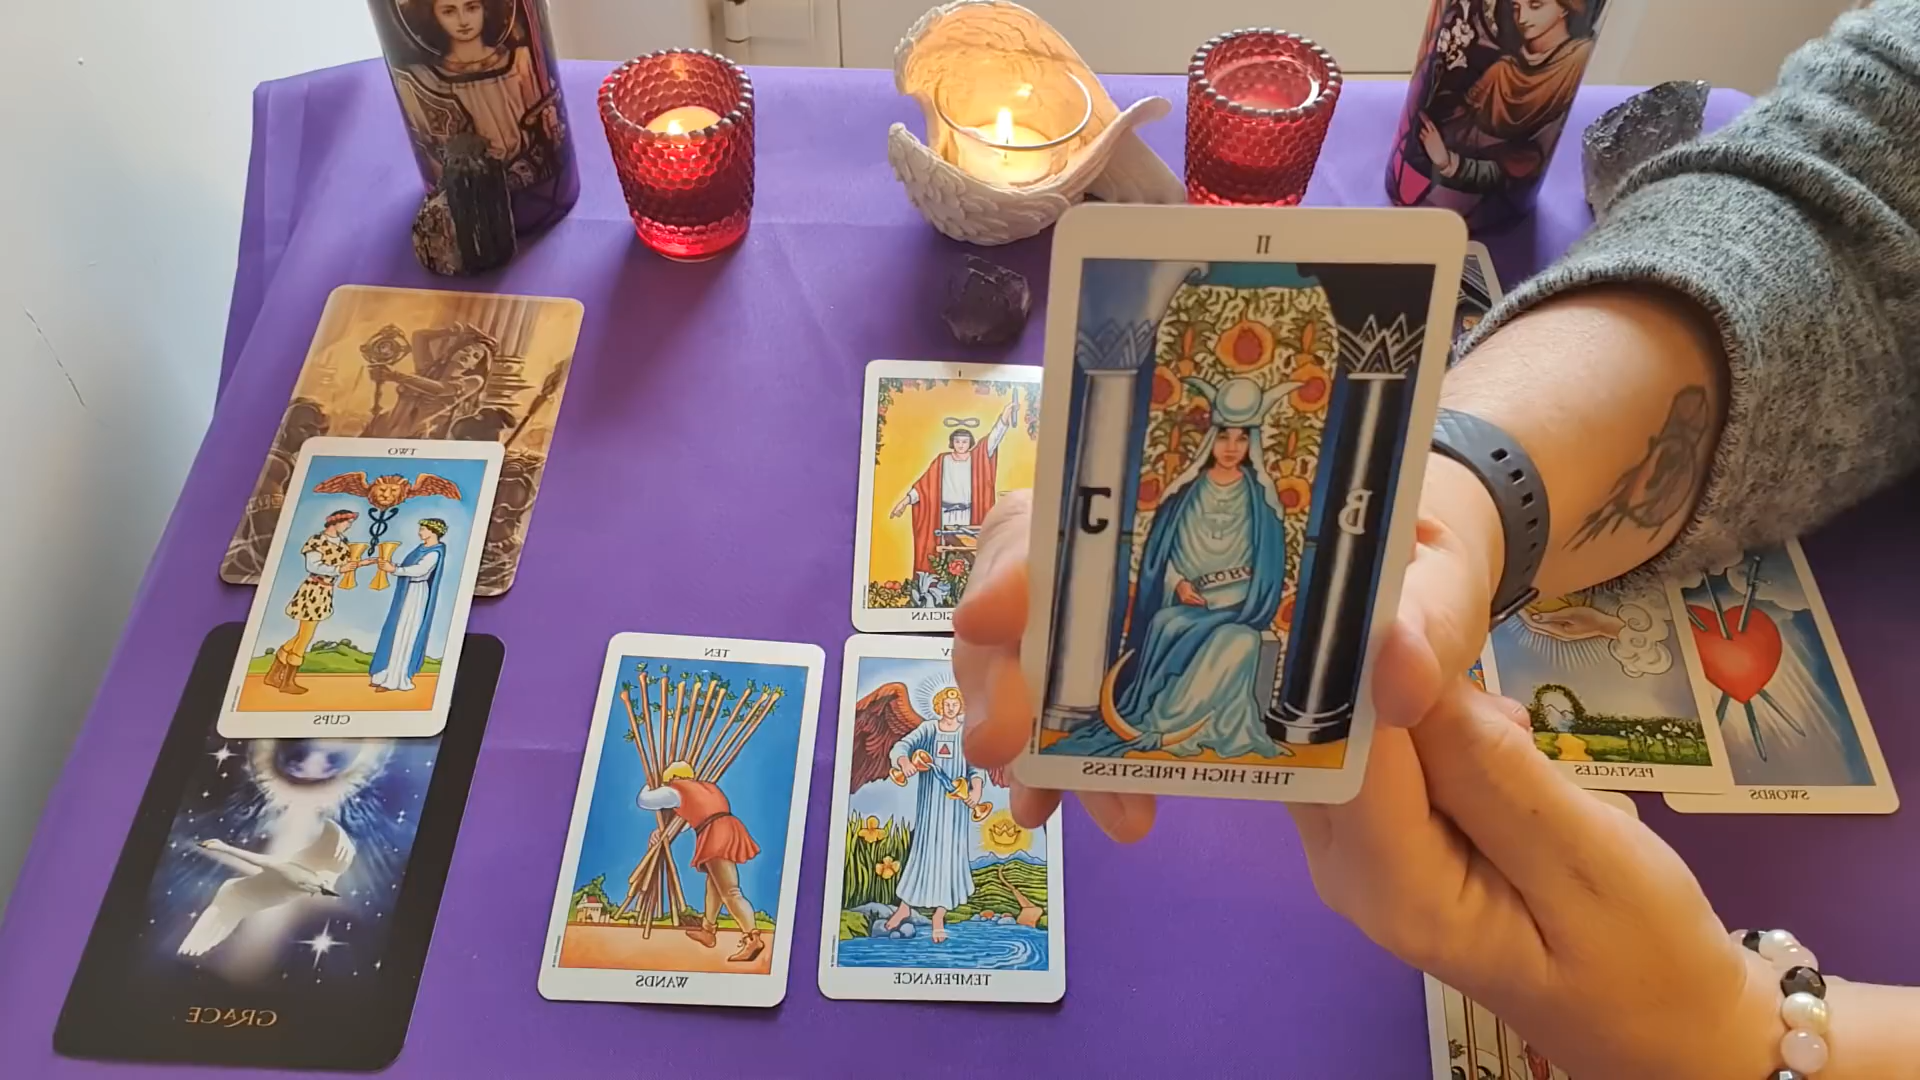 II
J
B
THE HIGH PRIESTESS
I
TWO
CUPS
GRACE
TEN
WANDS
TEMPERANCE
PENTACLES
SWORDS